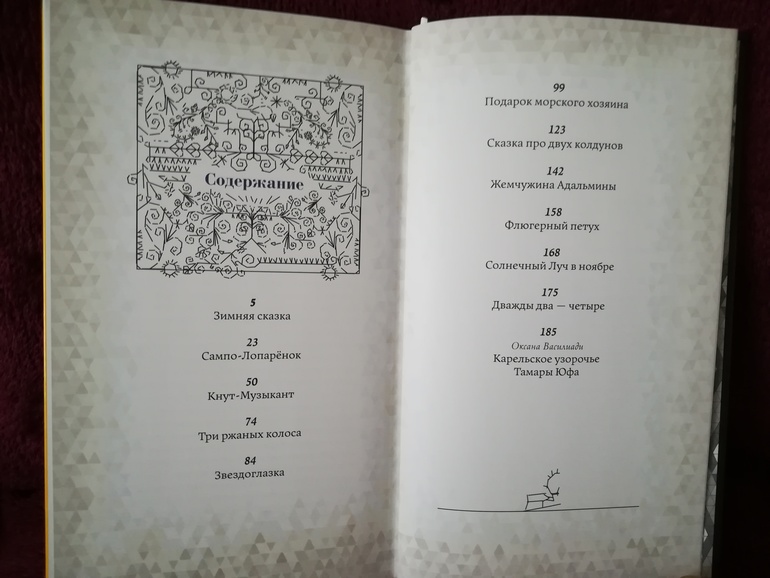 Содержание
5
Зимняя сказка
23
Сампо-Лопарёнок
50
Кнут-Музыкант
74
Три ржаных колоса
84
Звездоглазка
99
Подарок морского хозяина
123
Сказка про двух колдунов
142
Жемчужина Адальмины
158
Флюгерный петух
168
Солнечный Луч в ноябре
175
Дважды два — четыре
185
Оксана Василиади
Карельское узорочье
Тамары Юфа